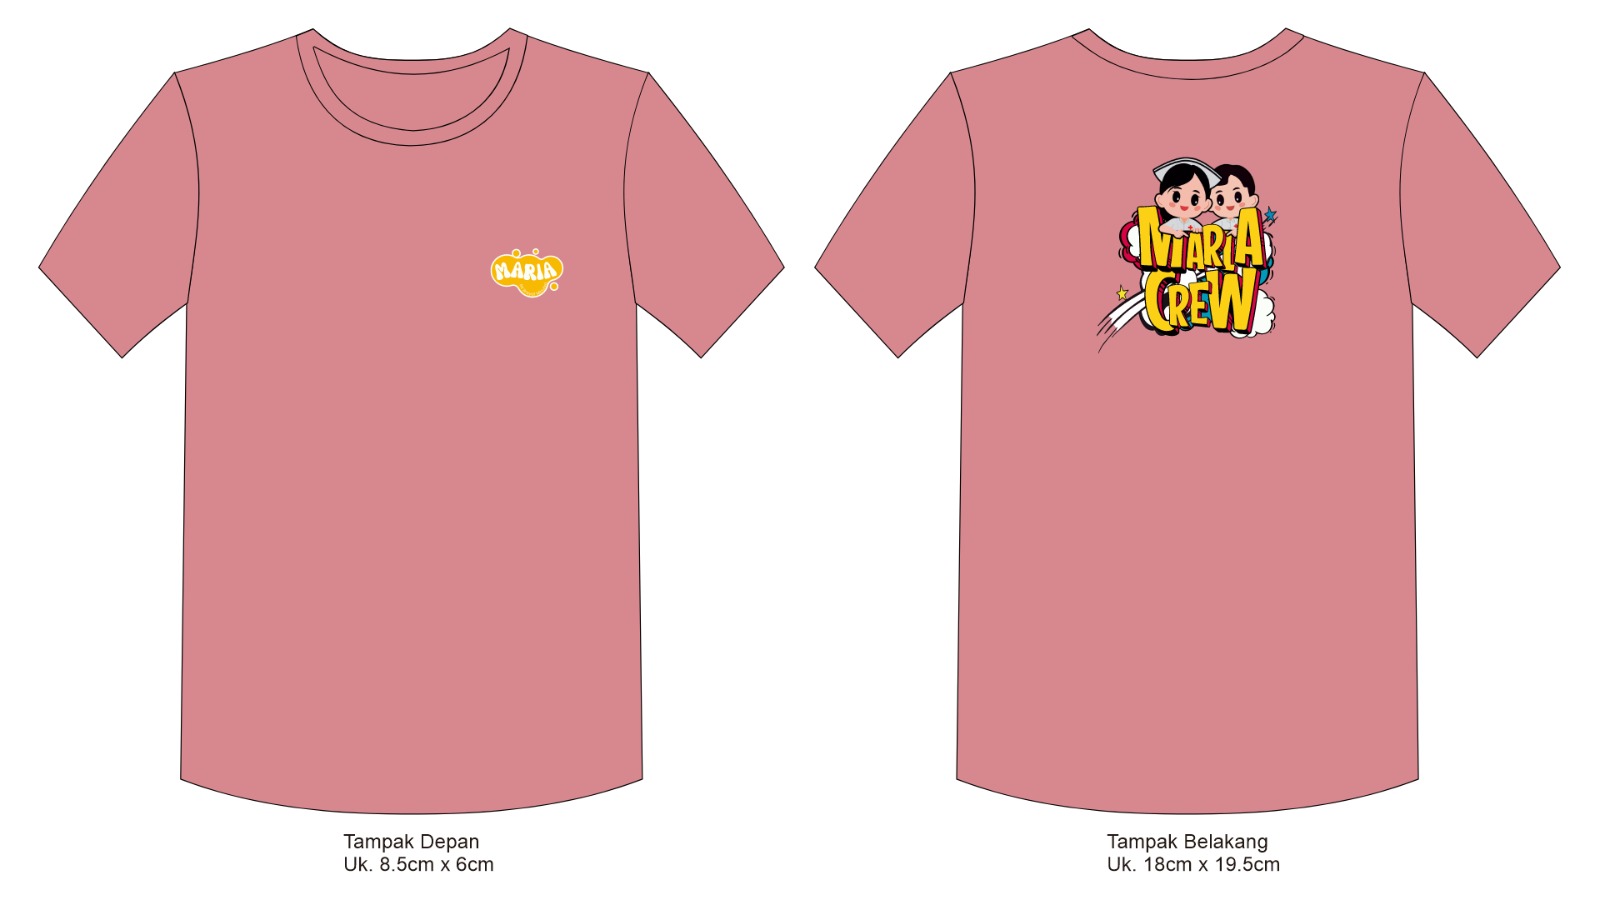 MARIA
MARIA
CREW
Tampak Depan
Uk. 8.5cm x 6cm
Tampak Belakang
Uk. 18cm x 19.5cm